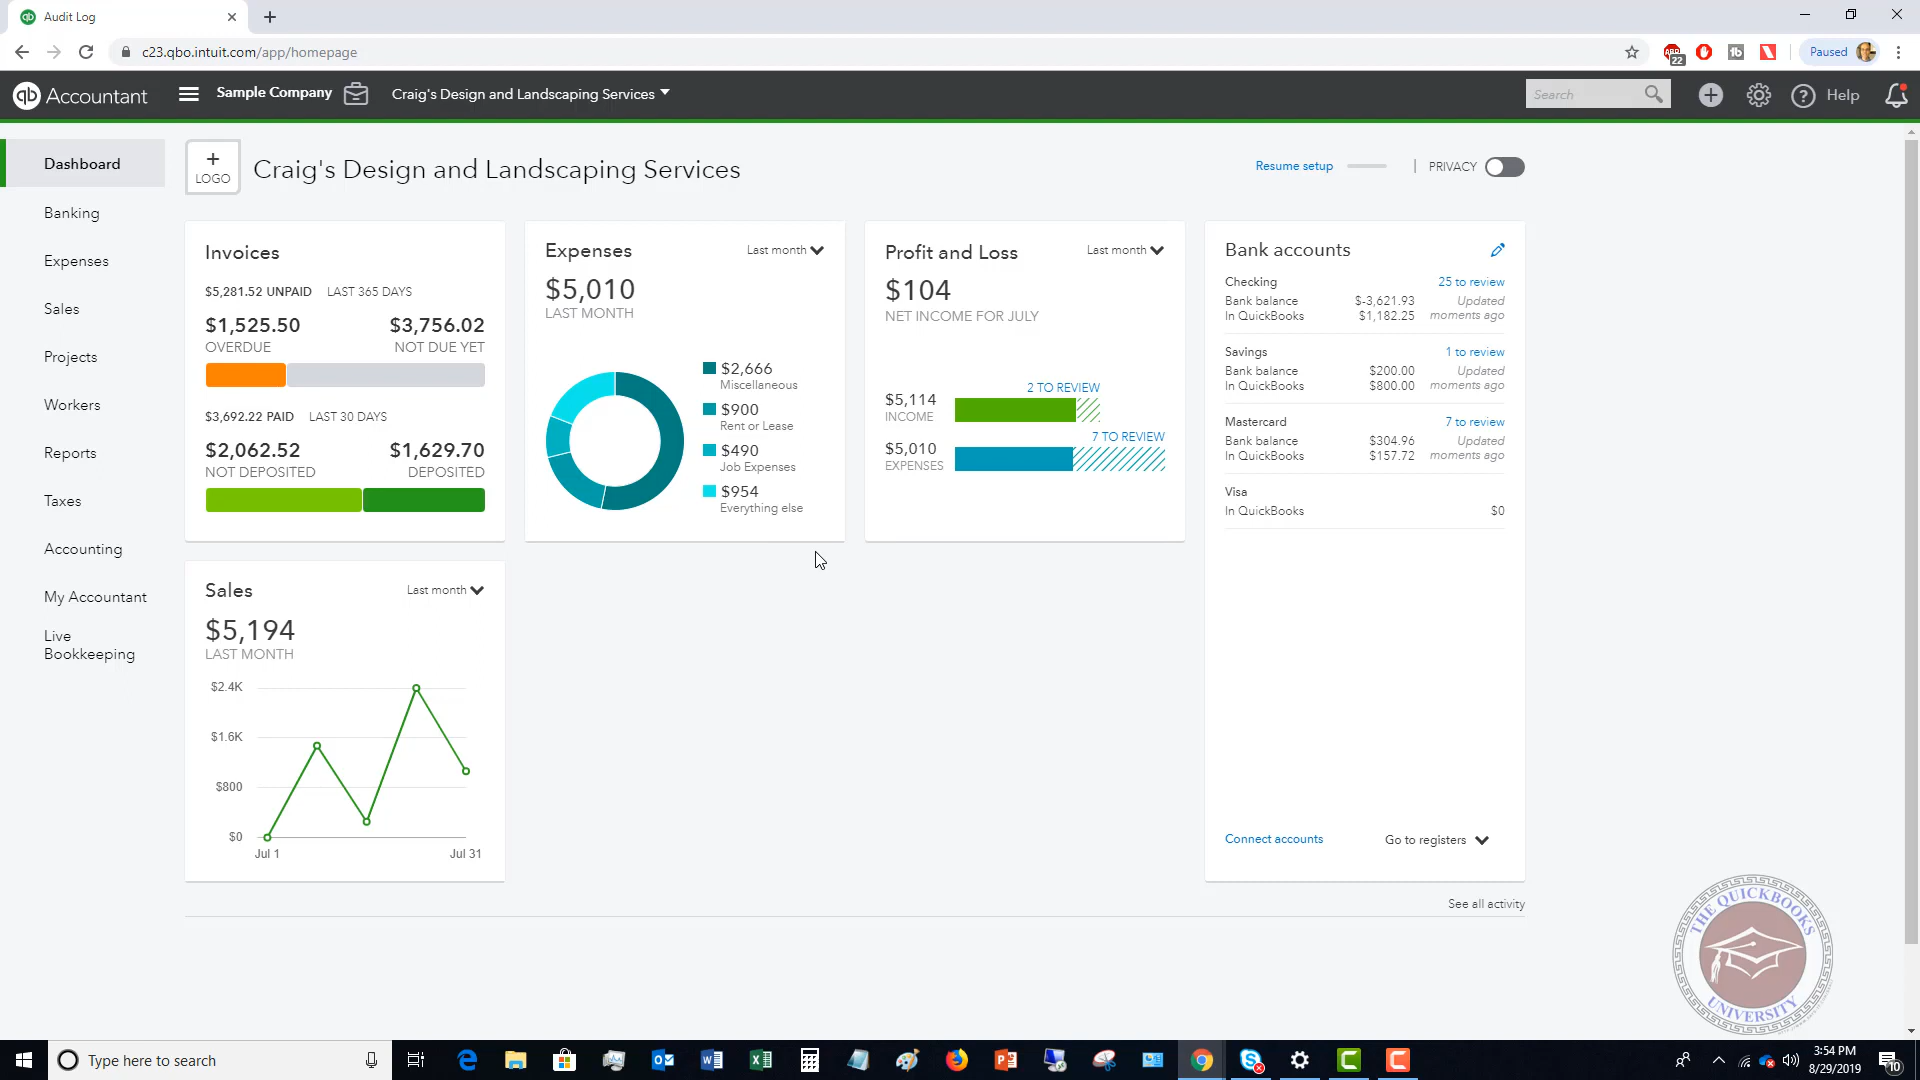 Audit Log
c23.qbo.intuit.com/app/homepage
ABP
22
Paused
qb Accountant
Sample Company
Craig's Design and Landscaping Services
Search
Help
Dashboard
Banking
Expenses
Sales
Projects
Workers
Reports
Taxes
Accounting
My Accountant
Live
Bookkeeping
+
LOGO
Craig's Design and Landscaping Services
Resume setup
PRIVACY
Invoices
$5,281.52 UNPAID LAST 365 DAYS
$1,525.50 $3,756.02
OVERDUE NOT DUE YET
$3,692.22 PAID LAST 30 DAYS
$2,062.52 $1,629.70
NOT DEPOSITED DEPOSITED
Expenses
Last month
$5,010
LAST MONTH
$2,666
Miscellaneous
$900
Rent or Lease
$490
Job Expenses
$954
Everything else
Profit and Loss
Last month
$104
NET INCOME FOR JULY
2 TO REVIEW
$5,114
INCOME
7 TO REVIEW
$5,010
EXPENSES
Bank accounts
Checking 25 to review
Bank balance $-3,621.93 Updated
In QuickBooks $1,182.25 moments ago
Savings 1 to review
Bank balance $200.00 Updated
In QuickBooks $800.00 moments ago
Mastercard 7 to review
Bank balance $304.96 Updated
In QuickBooks $157.72 moments ago
Visa
In QuickBooks $0
Connect accounts Go to registers
Sales
Last month
$5,194
LAST MONTH
$2.4K
$1.6K
$800
$0
Jul 1 Jul 31
See all activity
THE QUICKBOOKS
UNIVERSITY
Type here to search
3:54 PM
8/29/2019
10